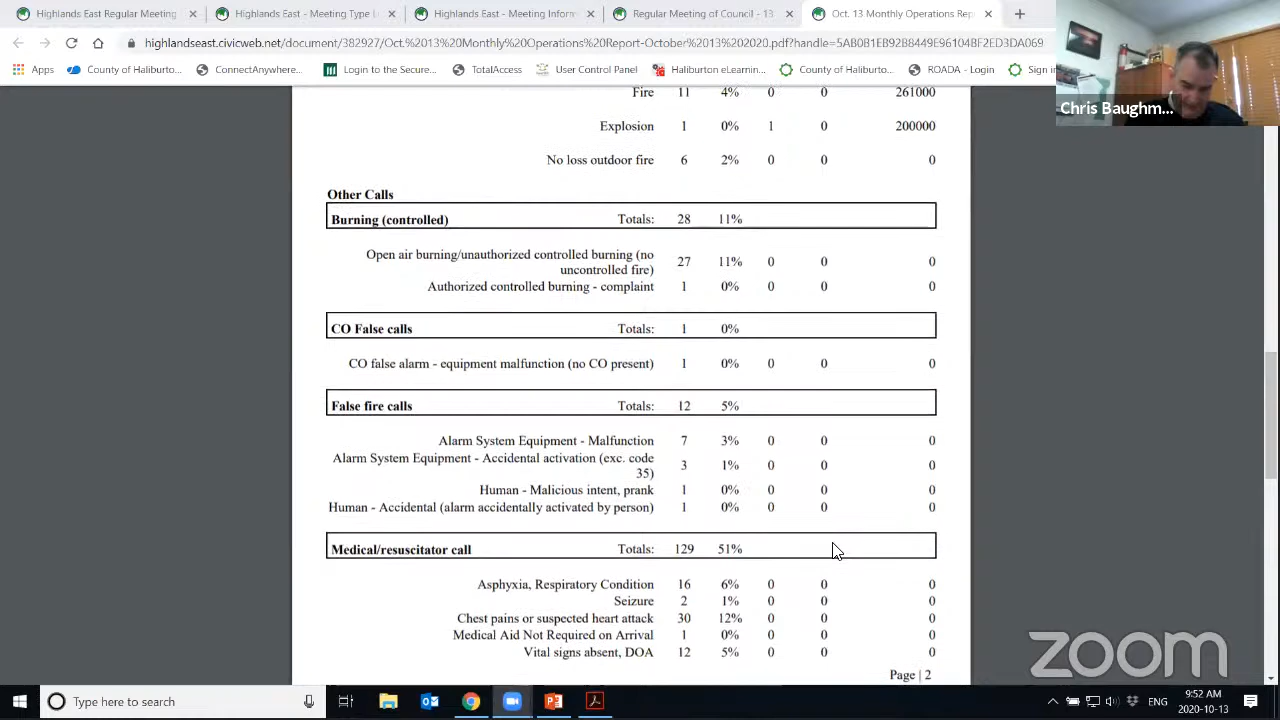 Highlands East Regular Meeting
Highlands East - Meeting Type
Highlands East - Meeting Inform
Regular Meeting of Council - 13
Oct. 13 Monthly Operations Rep
highlandseast.civicweb.net/document/382977/Oct.%2013%20Monthly%20Operations%20Report-October%2013%202020.pdf?handle=5AB0B1EB92B8449E96104BF2ED3DA069
Apps
County of Haliburto...
ConnectAnywhere...
Login to the Secure...
TotalAccess
User Control Panel
Haliburton eLearnin...
County of Haliburto...
ROADA - Login
Sign in
Chris Baughm...
Fire 11 4% 0 0 261000
Explosion 1 0% 1 0 200000
No loss outdoor fire 6 2% 0 0 0
Other Calls
Burning (controlled) Totals: 28 11%
Open air burning/unauthorized controlled burning (no
uncontrolled fire) 27 11% 0 0 0
Authorized controlled burning - complaint 1 0% 0 0 0
CO False calls Totals: 1 0%
CO false alarm - equipment malfunction (no CO present) 1 0% 0 0 0
False fire calls Totals: 12 5%
Alarm System Equipment - Malfunction 7 3% 0 0 0
Alarm System Equipment - Accidental activation (exc. code
35) 3 1% 0 0 0
Human - Malicious intent, prank 1 0% 0 0 0
Human - Accidental (alarm accidentally activated by person) 1 0% 0 0 0
Medical/resuscitator call Totals: 129 51%
Asphyxia, Respiratory Condition 16 6% 0 0 0
Seizure 2 1% 0 0 0
Chest pains or suspected heart attack 30 12% 0 0 0
Medical Aid Not Required on Arrival 1 0% 0 0 0
Vital signs absent, DOA 12 5% 0 0 0
Page | 2
zoom
Type here to search
ENG
9:52 AM
2020-10-13